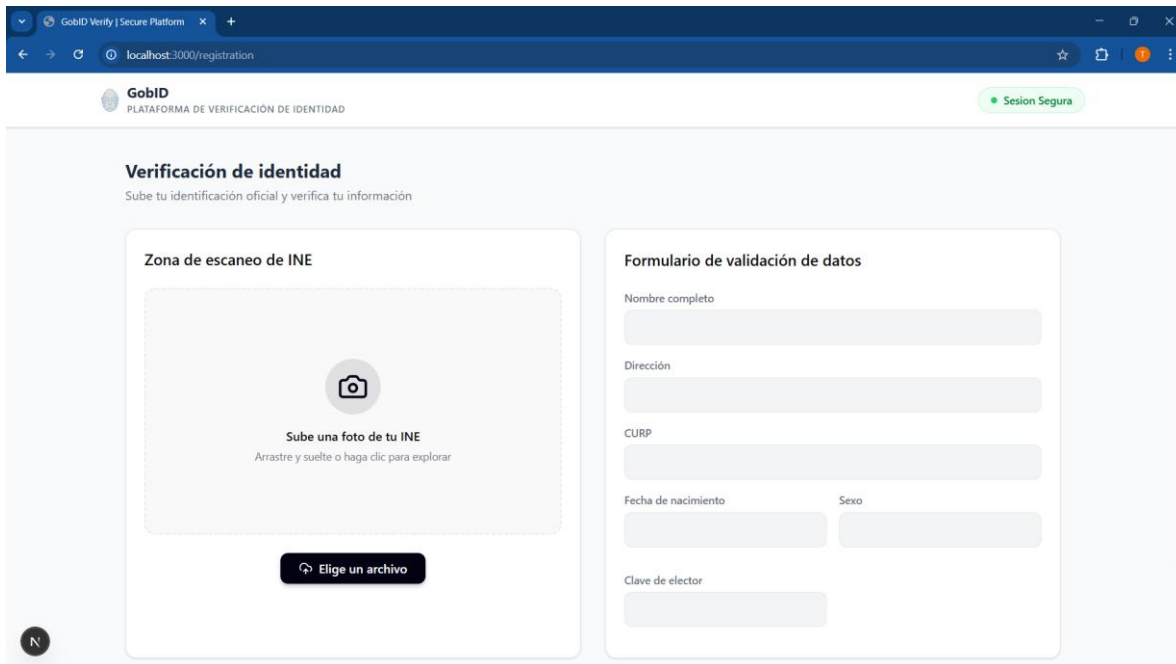 GobID Verify | Secure Platform
localhost:3000/registration
T
GobID
PLATAFORMA DE VERIFICACIÓN DE IDENTIDAD
Sesion Segura
Verificación de identidad
Sube tu identificación oficial y verifica tu información
Zona de escaneo de INE
Sube una foto de tu INE
Arrastre y suelte o haga clic para explorar
Elige un archivo
Formulario de validación de datos
Nombre completo
Dirección
CURP
Fecha de nacimiento
Sexo
Clave de elector
N